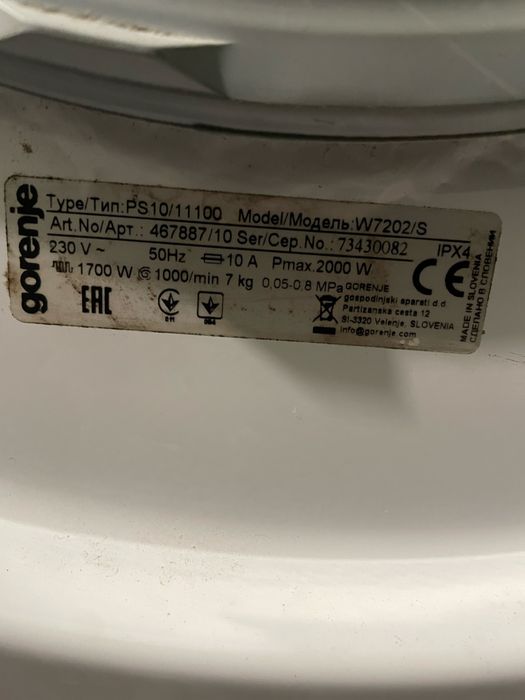 gorenje
Type/Тип:PS10/11100 Model/Модель:W7202/S
Art.No/Арт.: 467887/10 Ser/Сер.No.: 73430082 IPX4
230 V ~ 50Hz 10 A Pmax.2000 W
1700 W 1000/min 7 kg 0,05-0,8 MPa
GORENJE
gospodinjski aparati d.d.
Partizanska cesta 12
SI-3320 Velenje, SLOVENIA
info@gorenje.com
EAC
CE
MADE IN SLOVENIA
СДЕЛАНО В СЛОВЕНИИ